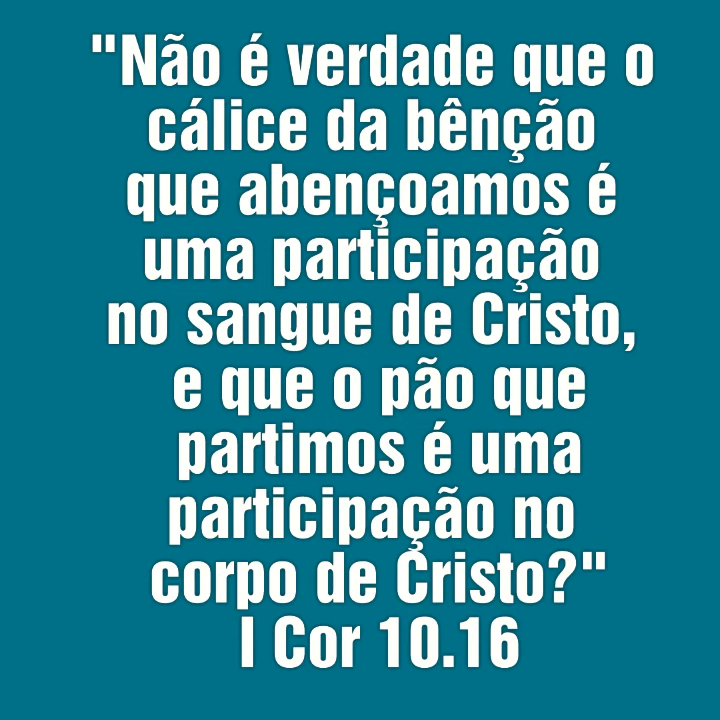 "Não é verdade que o
cálice da bênção
que abençoamos é
uma participação
no sangue de Cristo,
e que o pão que
partimos é uma
participação no
corpo de Cristo?"
I Cor 10.16